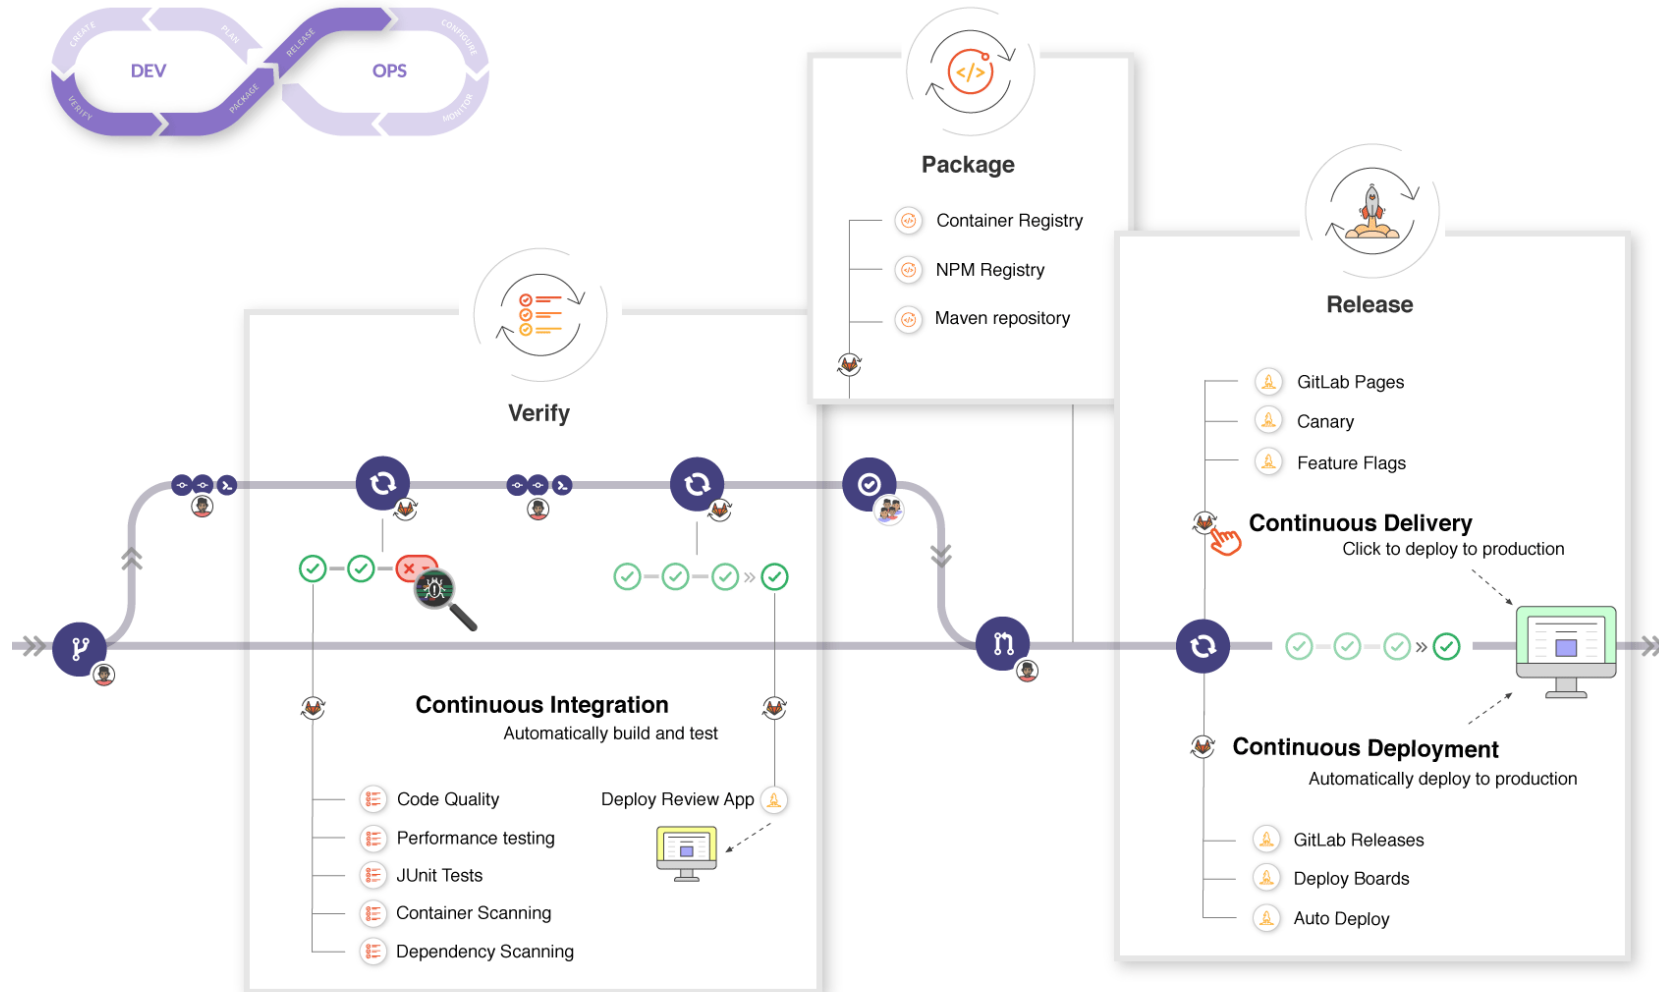 CREATE
PLAN
RELEASE
CONFIGURE
DEV
OPS
VERIFY
PACKAGE
MONITOR
Package
Container Registry
NPM Registry
Maven repository
Release
GitLab Pages
Canary
Feature Flags
Continuous Delivery
Click to deploy to production
Continuous Deployment
Automatically deploy to production
GitLab Releases
Deploy Boards
Auto Deploy
Verify
Continuous Integration
Automatically build and test
Code Quality
Performance testing
JUnit Tests
Container Scanning
Dependency Scanning
Deploy Review App